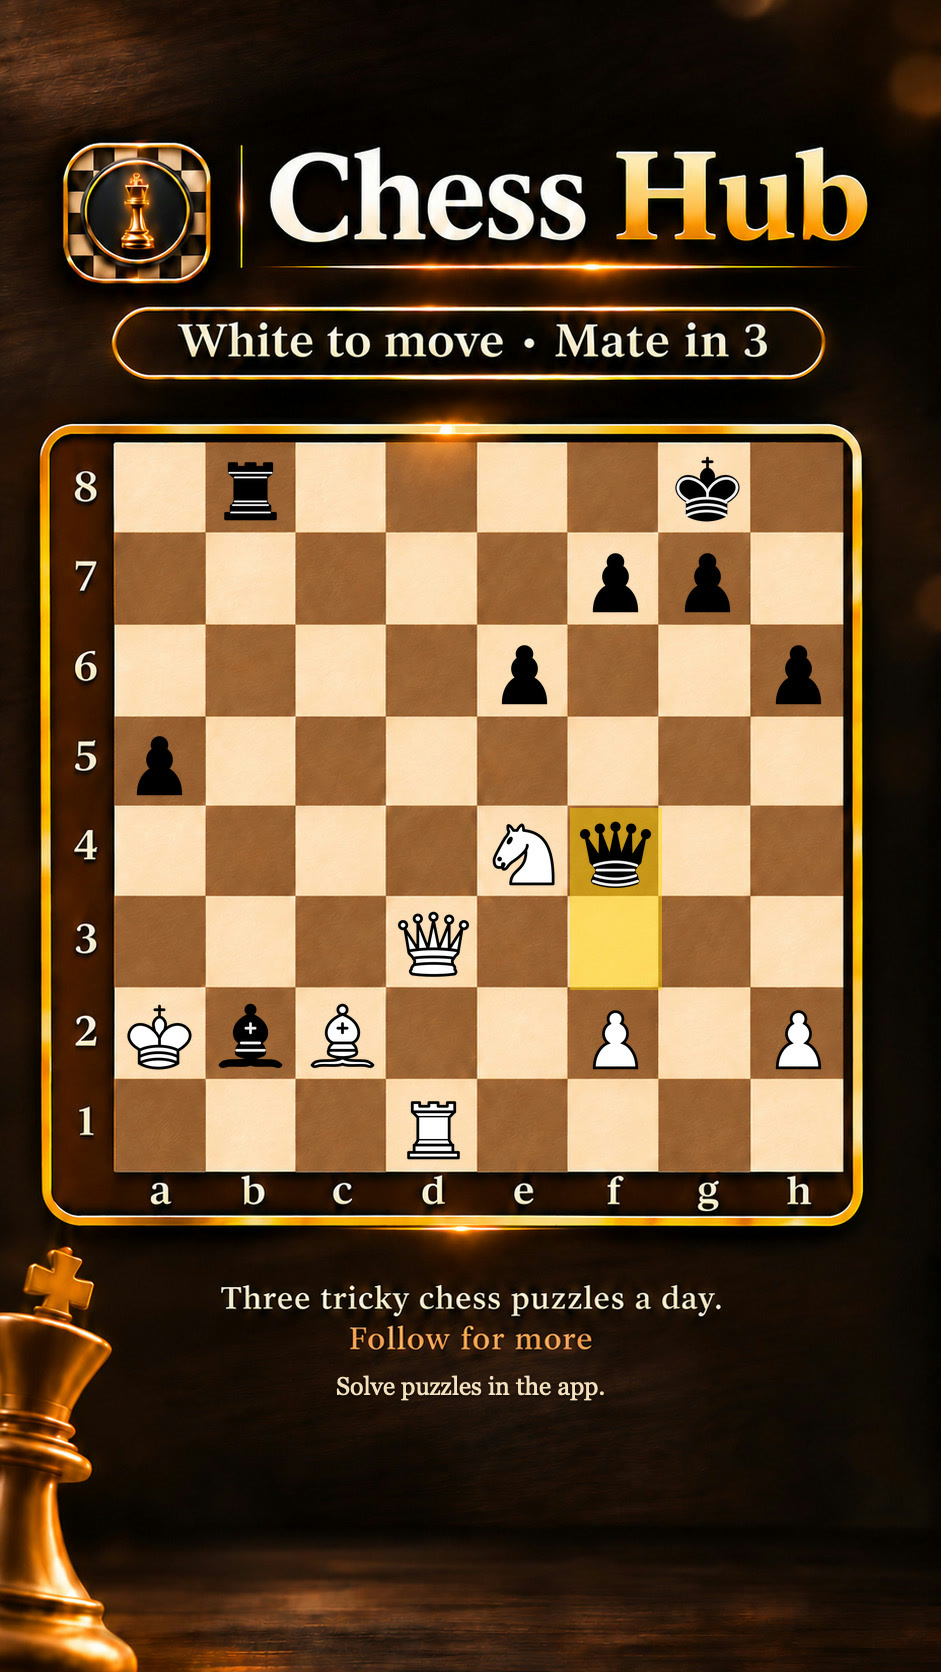 Chess Hub
White to move • Mate in 3
8
7
6
5
4
3
2
1
a b c d e f g h
Three tricky chess puzzles a day.
Follow for more
Solve puzzles in the app.